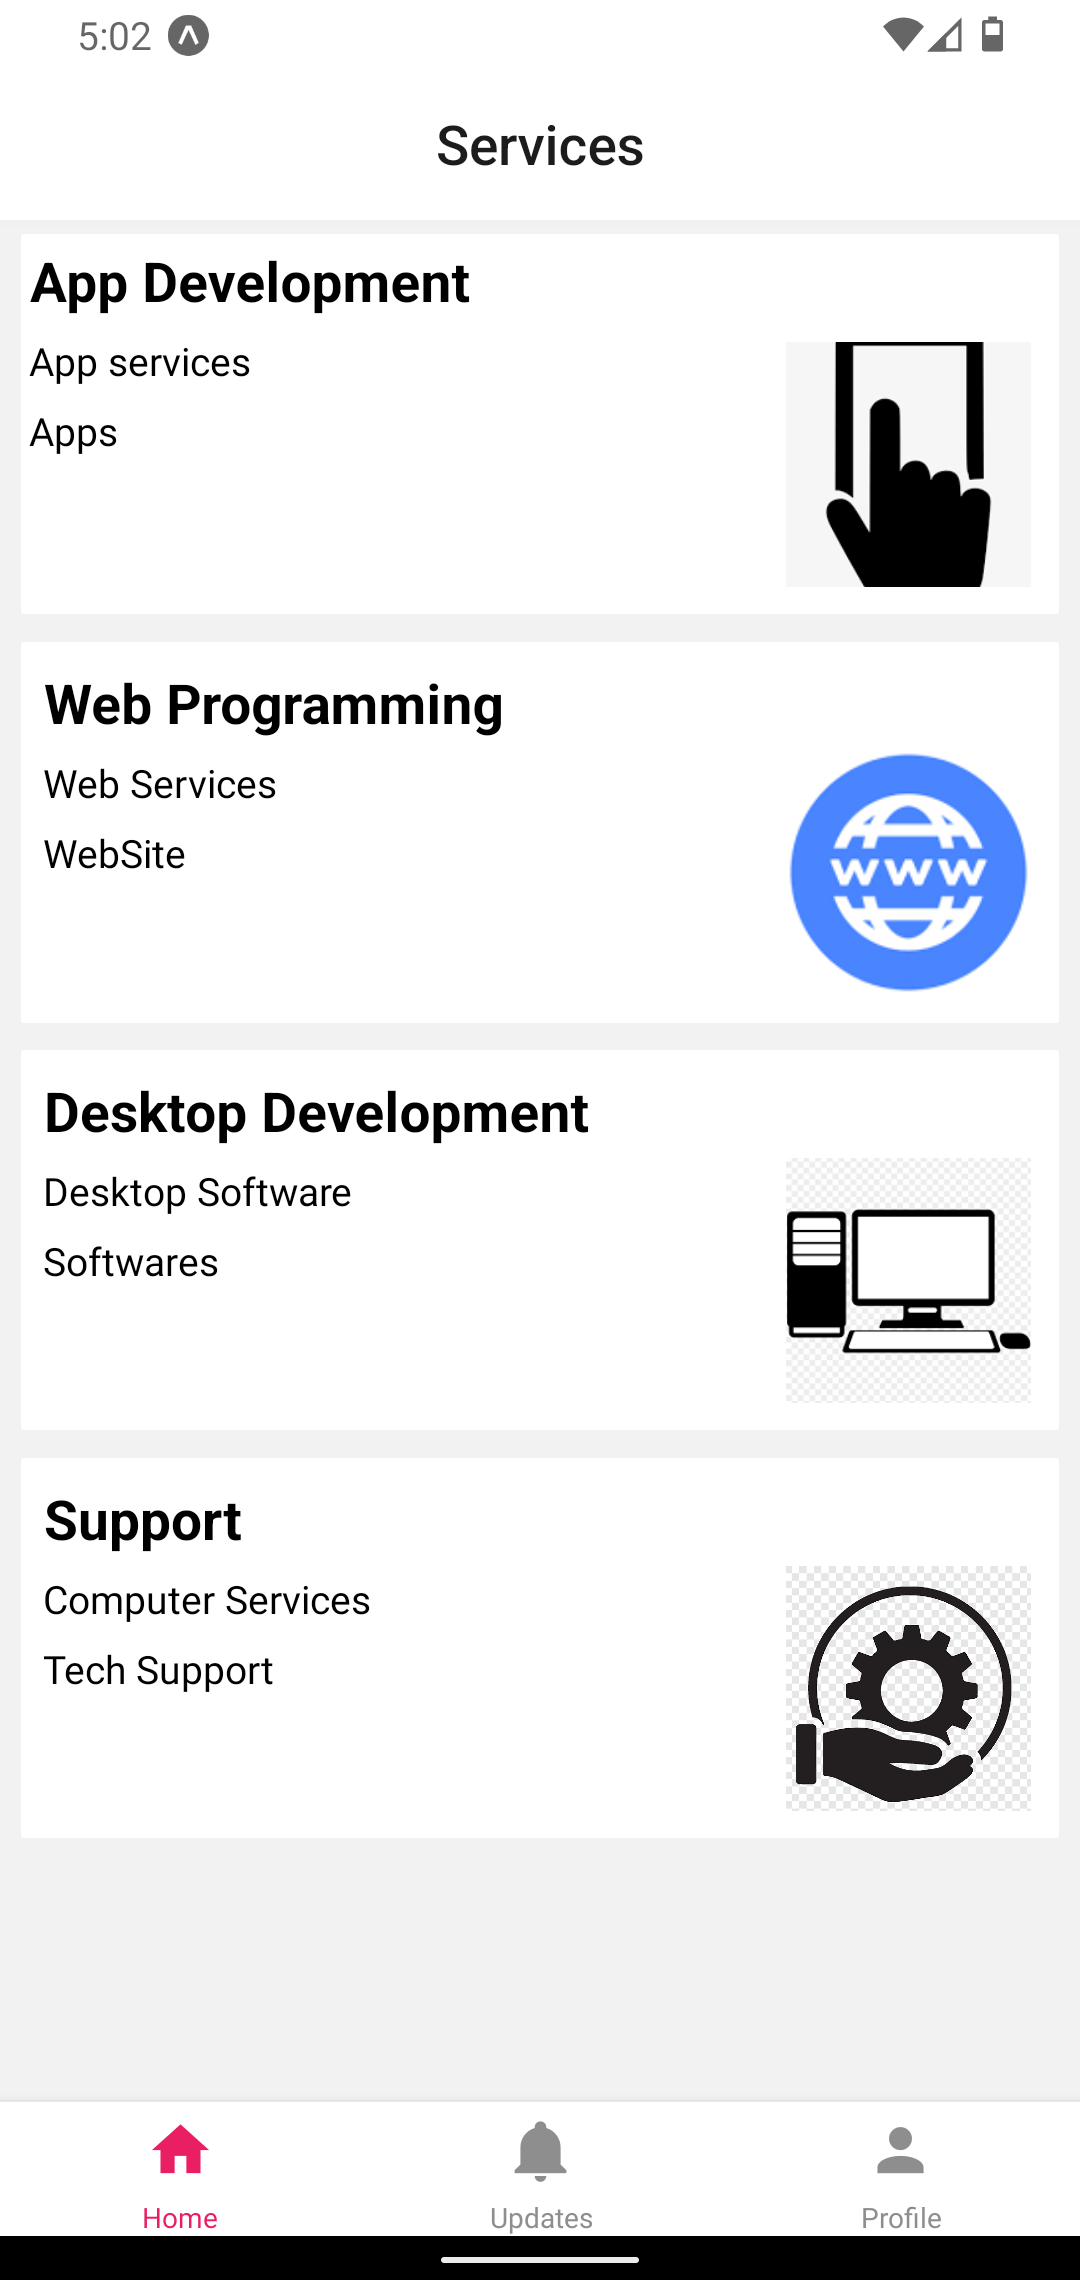 5:02
Services
App Development
App services
Apps
Web Programming
Web Services
WebSite
www
Desktop Development
Desktop Software
Softwares
Support
Computer Services
Tech Support
Home
Updates
Profile